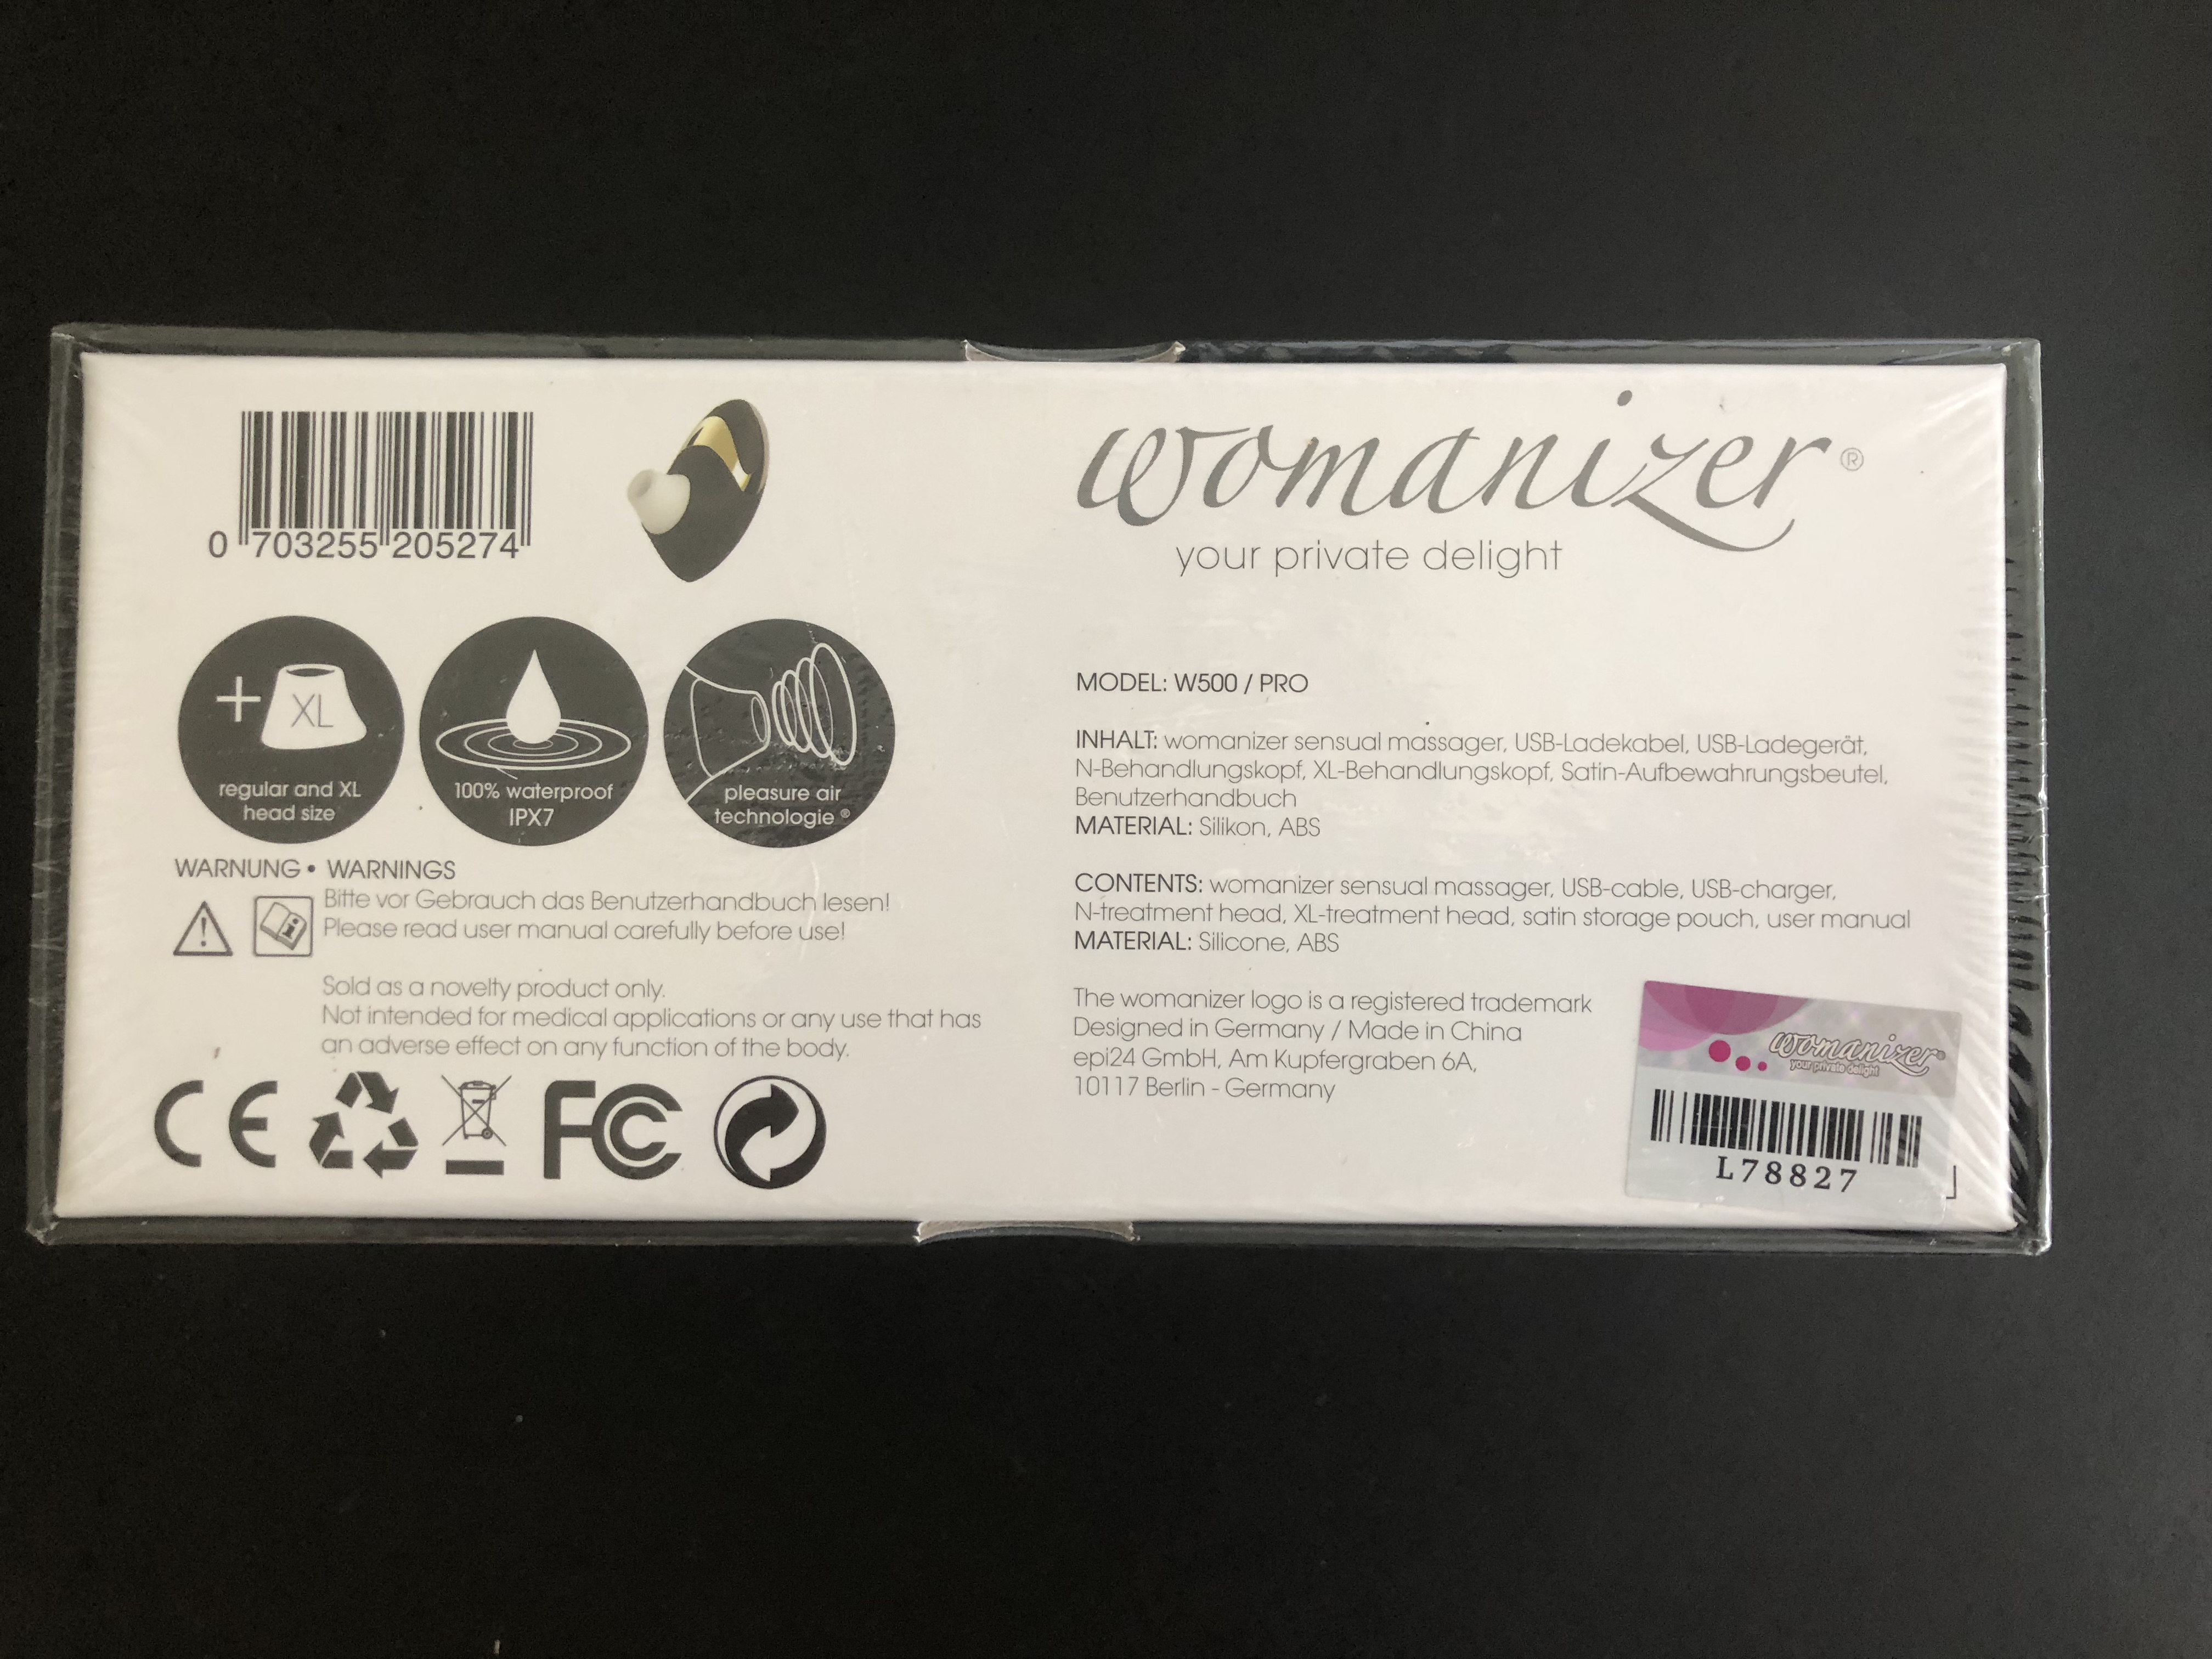 0 703255 205274
womanizer®
your private delight
+ XL
regular and XL
head size
100% waterproof
IPX7
pleasure air
technologie ®
WARNUNG • WARNINGS
Bitte vor Gebrauch das Benutzerhandbuch lesen!
Please read user manual carefully before use!
Sold as a novelty product only.
Not intended for medical applications or any use that has
an adverse effect on any function of the body.
CE
FC
MODEL: W500 / PRO
INHALT: womanizer sensual massager, USB-Ladekabel, USB-Ladegerät,
N-Behandlungskopf, XL-Behandlungskopf, Satin-Aufbewahrungsbeutel,
Benutzerhandbuch
MATERIAL: Silikon, ABS
CONTENTS: womanizer sensual massager, USB-cable, USB-charger,
N-treatment head, XL-treatment head, satin storage pouch, user manual
MATERIAL: Silicone, ABS
The womanizer logo is a registered trademark
Designed in Germany / Made in China
epi24 GmbH, Am Kupfergraben 6A,
10117 Berlin - Germany
womanizer®
your private delight
L78827